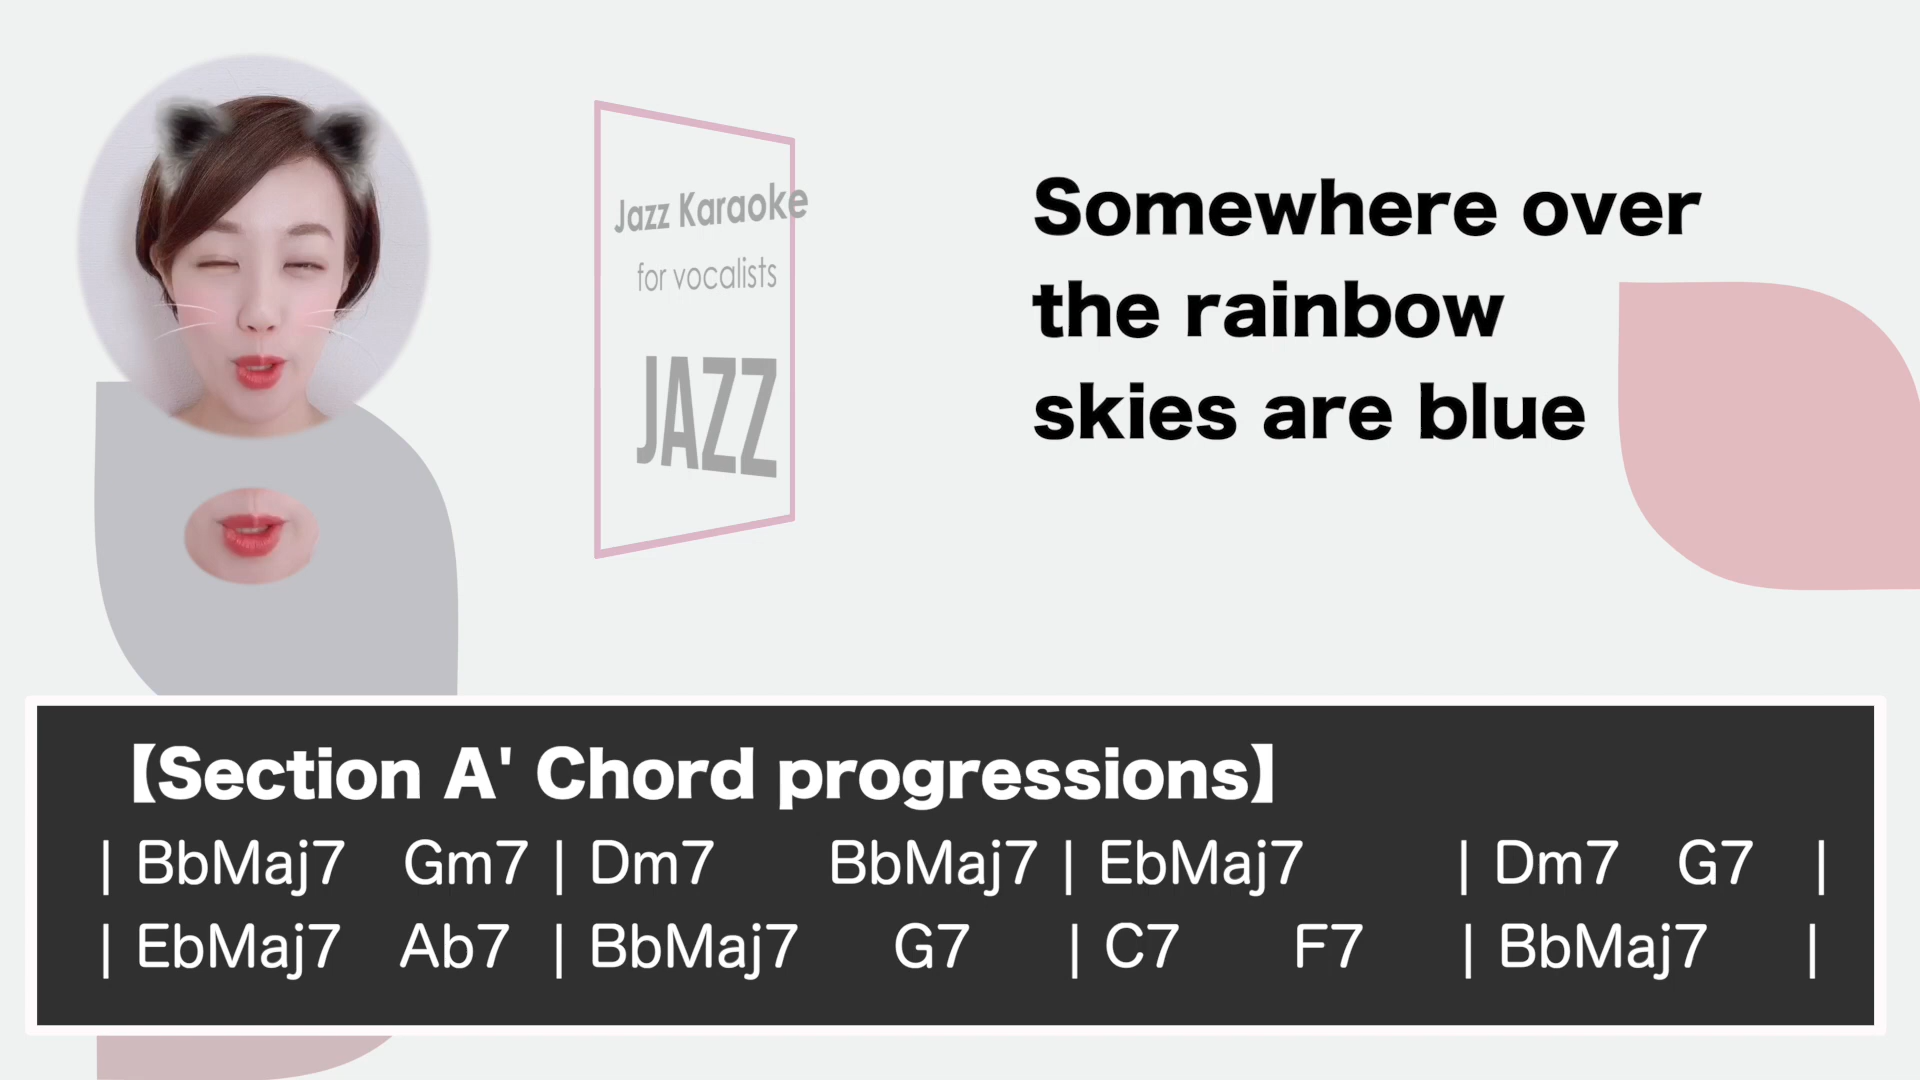 Jazz Karaoke
for vocalists
JAZZ
Somewhere over
the rainbow
skies are blue
【Section A' Chord progressions】
| BbMaj7 Gm7 | Dm7 BbMaj7 | EbMaj7 | Dm7 G7 |
| EbMaj7 Ab7 | BbMaj7 G7 | C7 F7 | BbMaj7 |